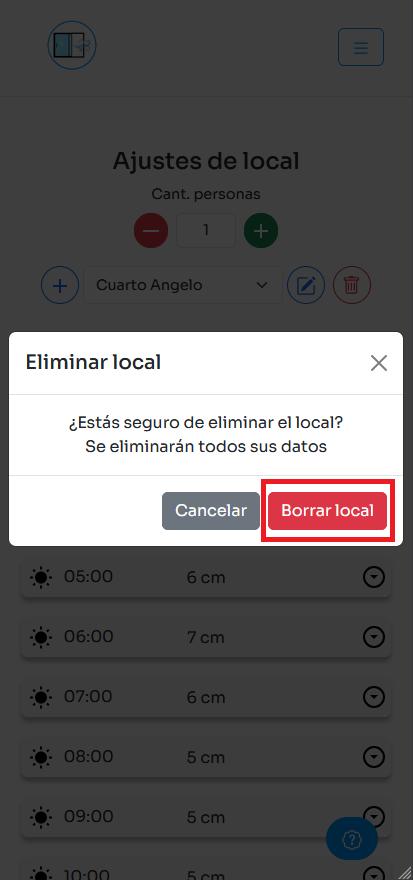 Ajustes de local
Cant. personas
1
Cuarto Angelo
Eliminar local
¿Estás seguro de eliminar el local?
Se eliminarán todos sus datos
Cancelar
Borrar local
05:00 6 cm
06:00 7 cm
07:00 6 cm
08:00 5 cm
09:00 5 cm
10:00 5 cm